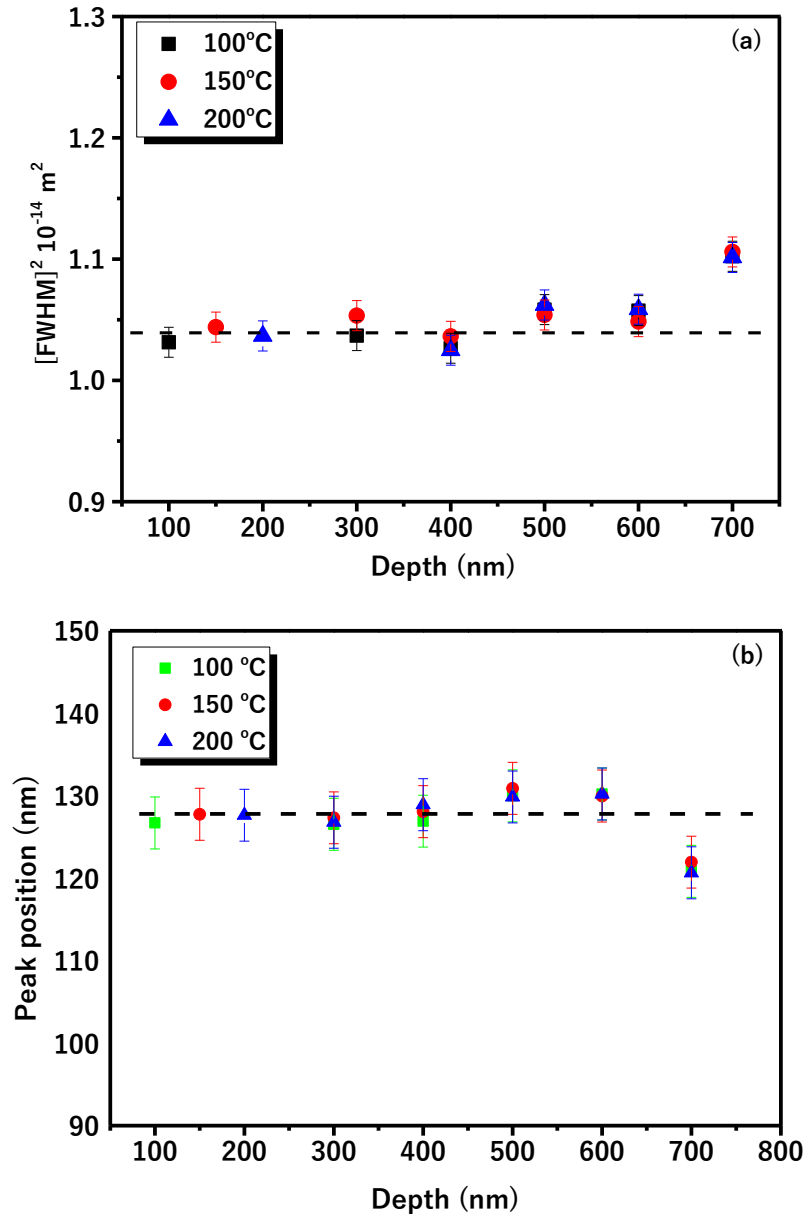 (a)
100°C
150°C
200°C
1.3
1.2
1.1
1.0
0.9
[FWHM]² 10⁻¹⁴ m²
100 200 300 400 500 600 700
Depth (nm)
(b)
100 °C
150 °C
200 °C
150
140
130
120
110
100
90
Peak position (nm)
100 200 300 400 500 600 700 800
Depth (nm)